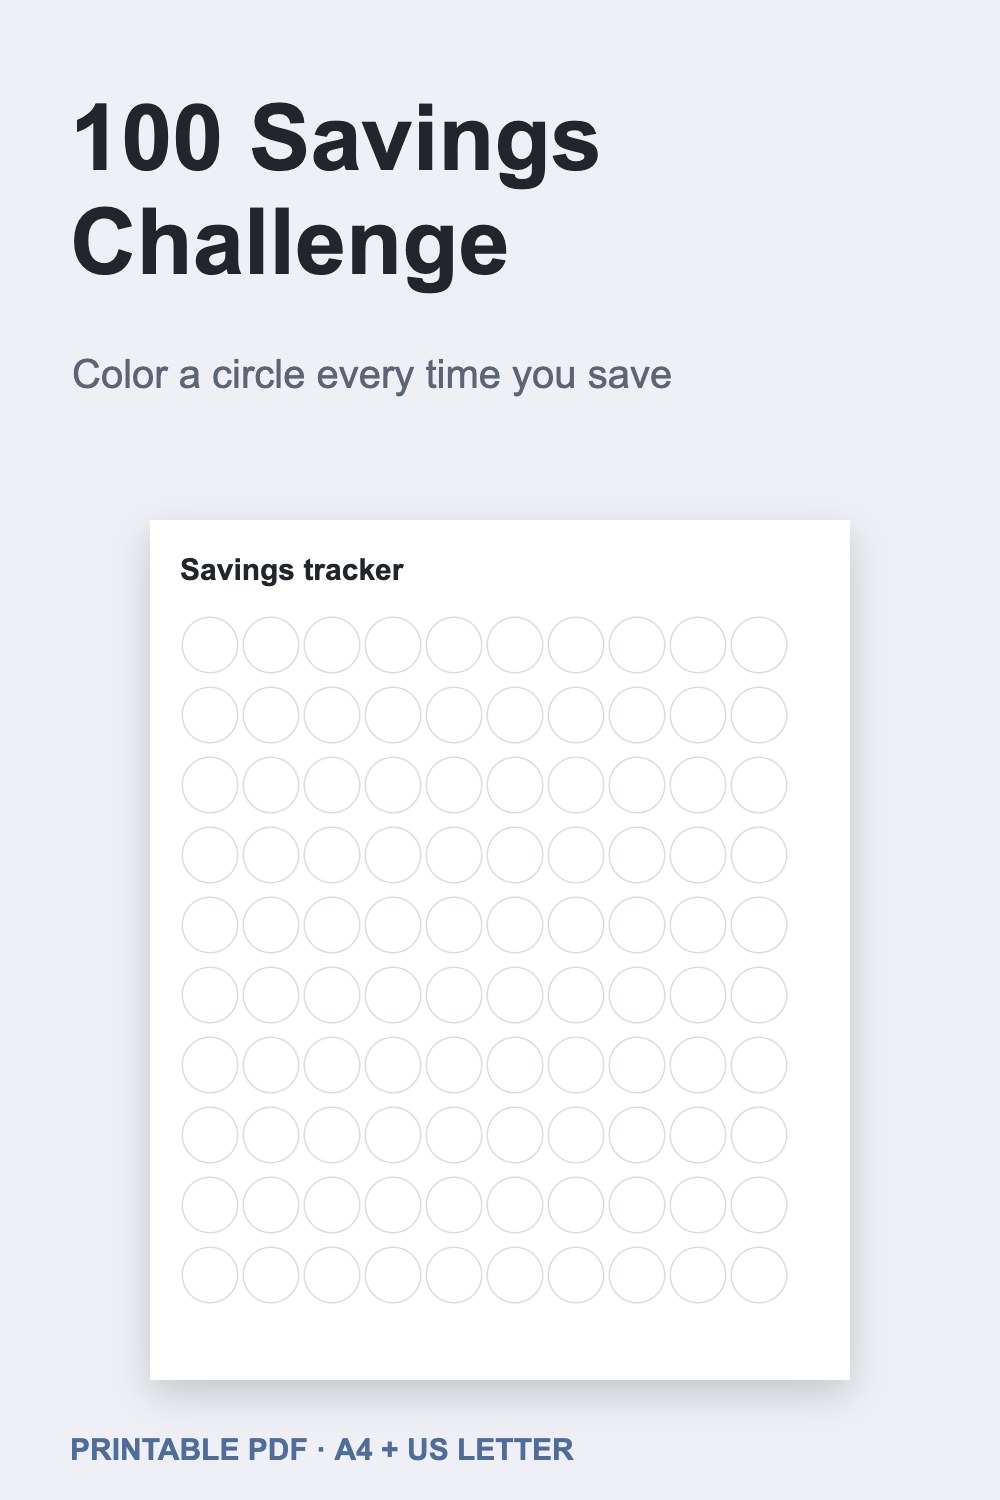 100 Savings
Challenge
Color a circle every time you save
Savings tracker
PRINTABLE PDF · A4 + US LETTER